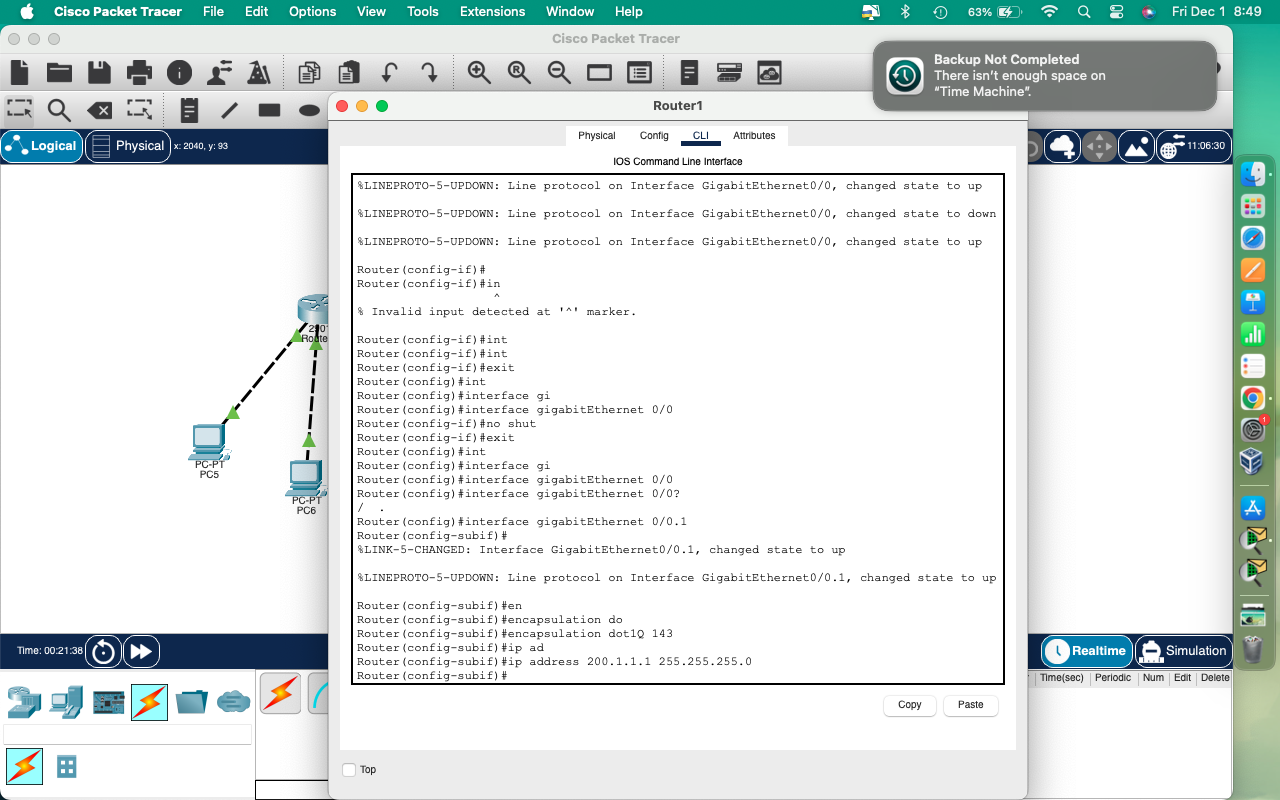 Cisco Packet Tracer File Edit Options View Tools Extensions Window Help 63% Fri Dec 1 8:49
Cisco Packet Tracer
Backup Not Completed
There isn't enough space on
"Time Machine".
Router1
Logical Physical x: 2040, y: 93 11:06:30
Physical Config CLI Attributes
IOS Command Line Interface
%LINEPROTO-5-UPDOWN: Line protocol on Interface GigabitEthernet0/0, changed state to up
%LINEPROTO-5-UPDOWN: Line protocol on Interface GigabitEthernet0/0, changed state to down
%LINEPROTO-5-UPDOWN: Line protocol on Interface GigabitEthernet0/0, changed state to up
Router(config-if)#
Router(config-if)#in
^
% Invalid input detected at '^' marker.
Router(config-if)#int
Router(config-if)#int
Router(config-if)#exit
Router(config)#int
Router(config)#interface gi
Router(config)#interface gigabitEthernet 0/0
Router(config-if)#no shut
Router(config-if)#exit
Router(config)#int
Router(config)#interface gi
Router(config)#interface gigabitEthernet 0/0
Router(config)#interface gigabitEthernet 0/0?
/ .
Router(config)#interface gigabitEthernet 0/0.1
Router(config-subif)#
%LINK-5-CHANGED: Interface GigabitEthernet0/0.1, changed state to up
%LINEPROTO-5-UPDOWN: Line protocol on Interface GigabitEthernet0/0.1, changed state to up
Router(config-subif)#en
Router(config-subif)#encapsulation do
Router(config-subif)#encapsulation dot1Q 143
Router(config-subif)#ip ad
Router(config-subif)#ip address 200.1.1.1 255.255.255.0
Router(config-subif)#
Copy Paste
Top
PC-PT
PC5
PC-PT
PC6
Time: 00:21:38 Realtime Simulation
Time(sec) Periodic Num Edit Delete
1